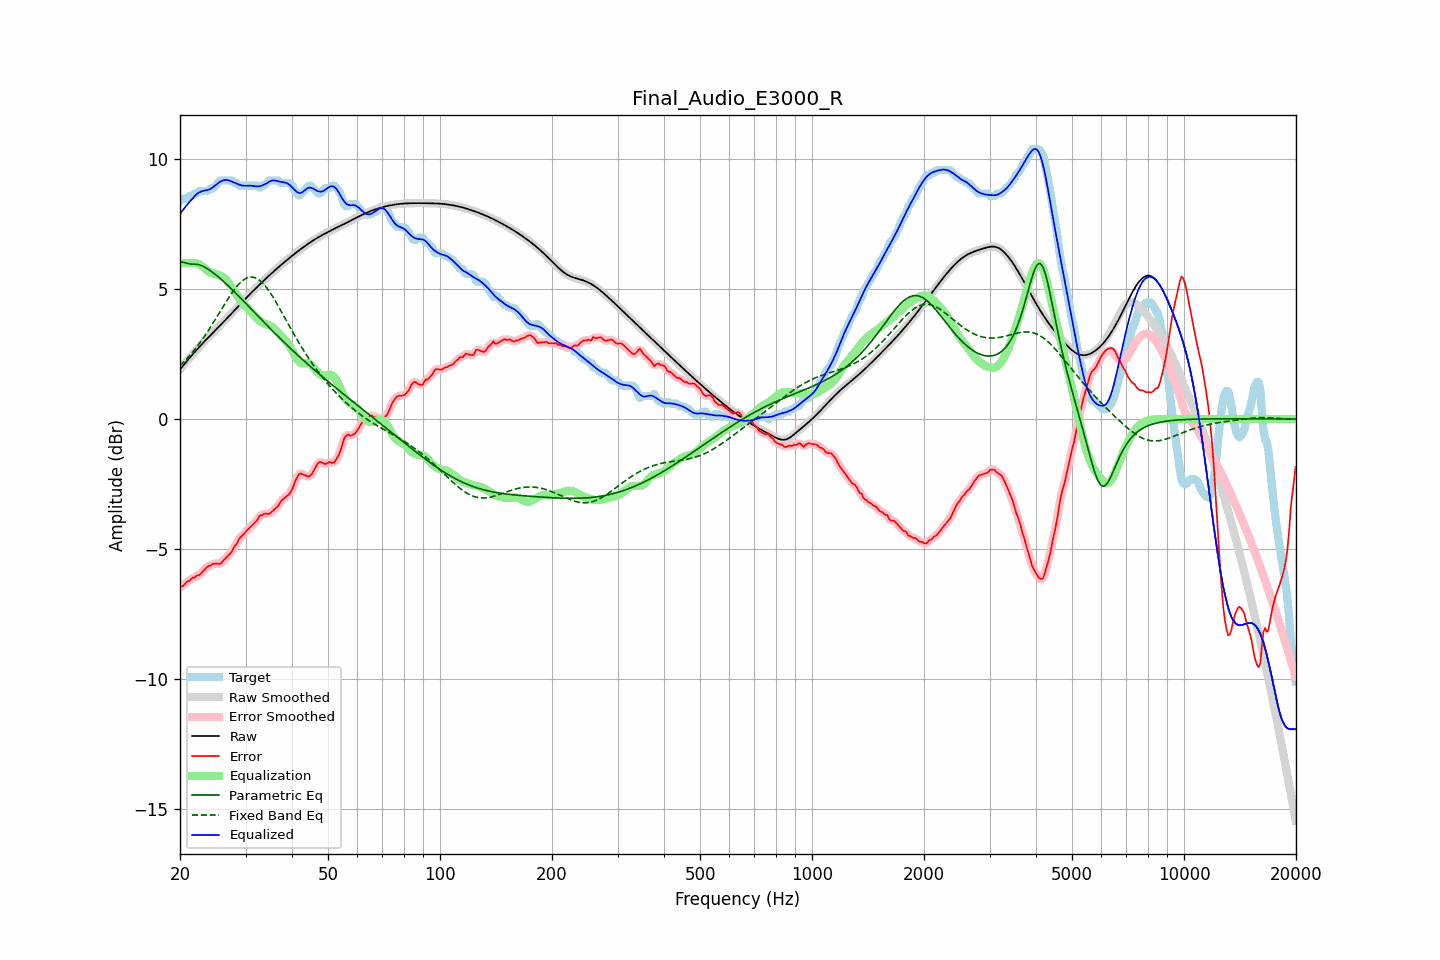 Final_Audio_E3000_R
Amplitude (dBr)
10
5
0
−5
−10
−15
Target
Raw Smoothed
Error Smoothed
Raw
Error
Equalization
Parametric Eq
Fixed Band Eq
Equalized
20 50 100 200 500 1000 2000 5000 10000 20000
Frequency (Hz)